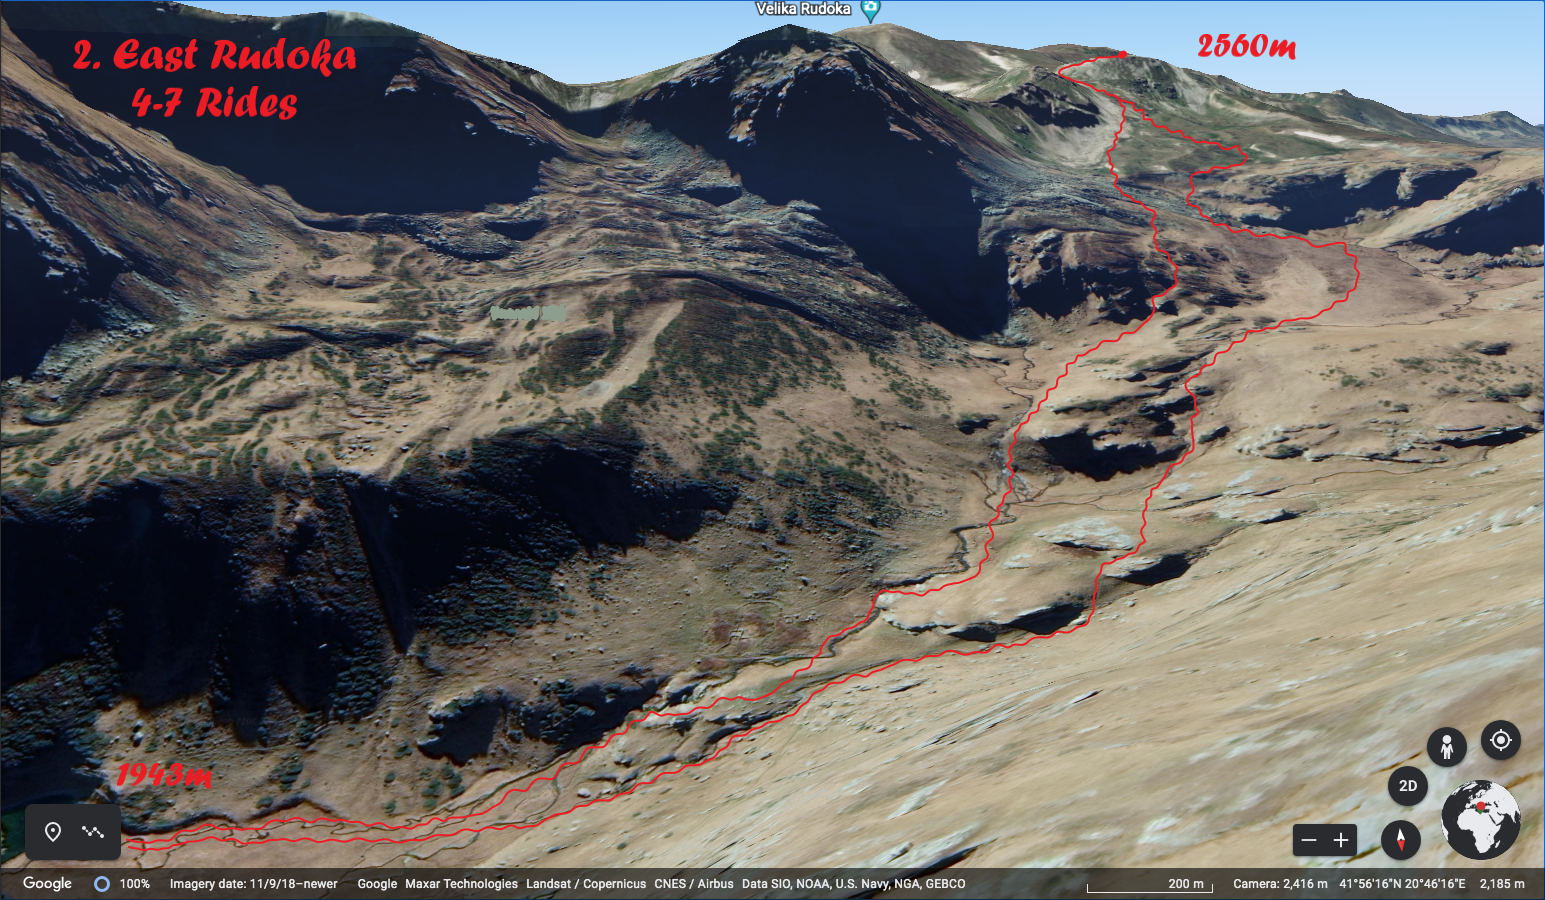 Velika Rudoka
2. East Rudoka
4-7 Rides
2560m
1943m
2D
Google
100%
Imagery date: 11/9/18–newer
Google Maxar Technologies Landsat / Copernicus CNES / Airbus Data SIO, NOAA, U.S. Navy, NGA, GEBCO
200 m
Camera: 2,416 m 41°56'16"N 20°46'16"E 2,185 m